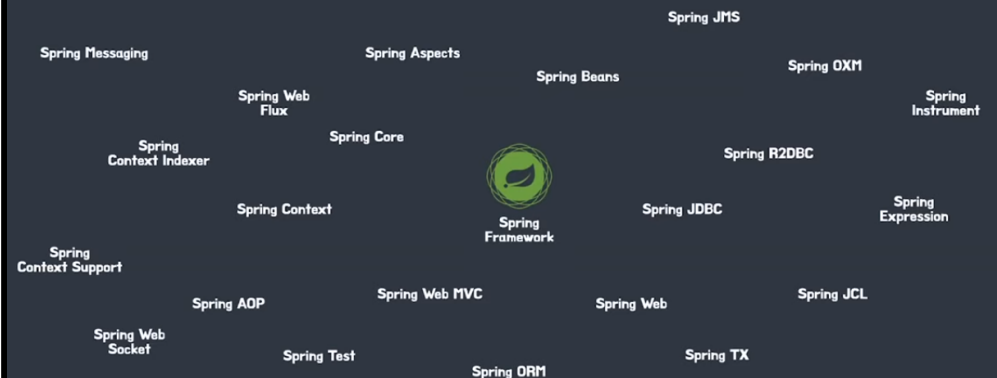 Spring JMS
Spring Messaging
Spring Aspects
Spring Beans
Spring OXM
Spring Web
Flux
Spring
Instrument
Spring Core
Spring
Context Indexer
Spring R2DBC
Spring Context
Spring JDBC
Spring
Expression
Spring
Framework
Spring
Context Support
Spring AOP
Spring Web MVC
Spring Web
Spring JCL
Spring Web
Socket
Spring Test
Spring ORM
Spring TX